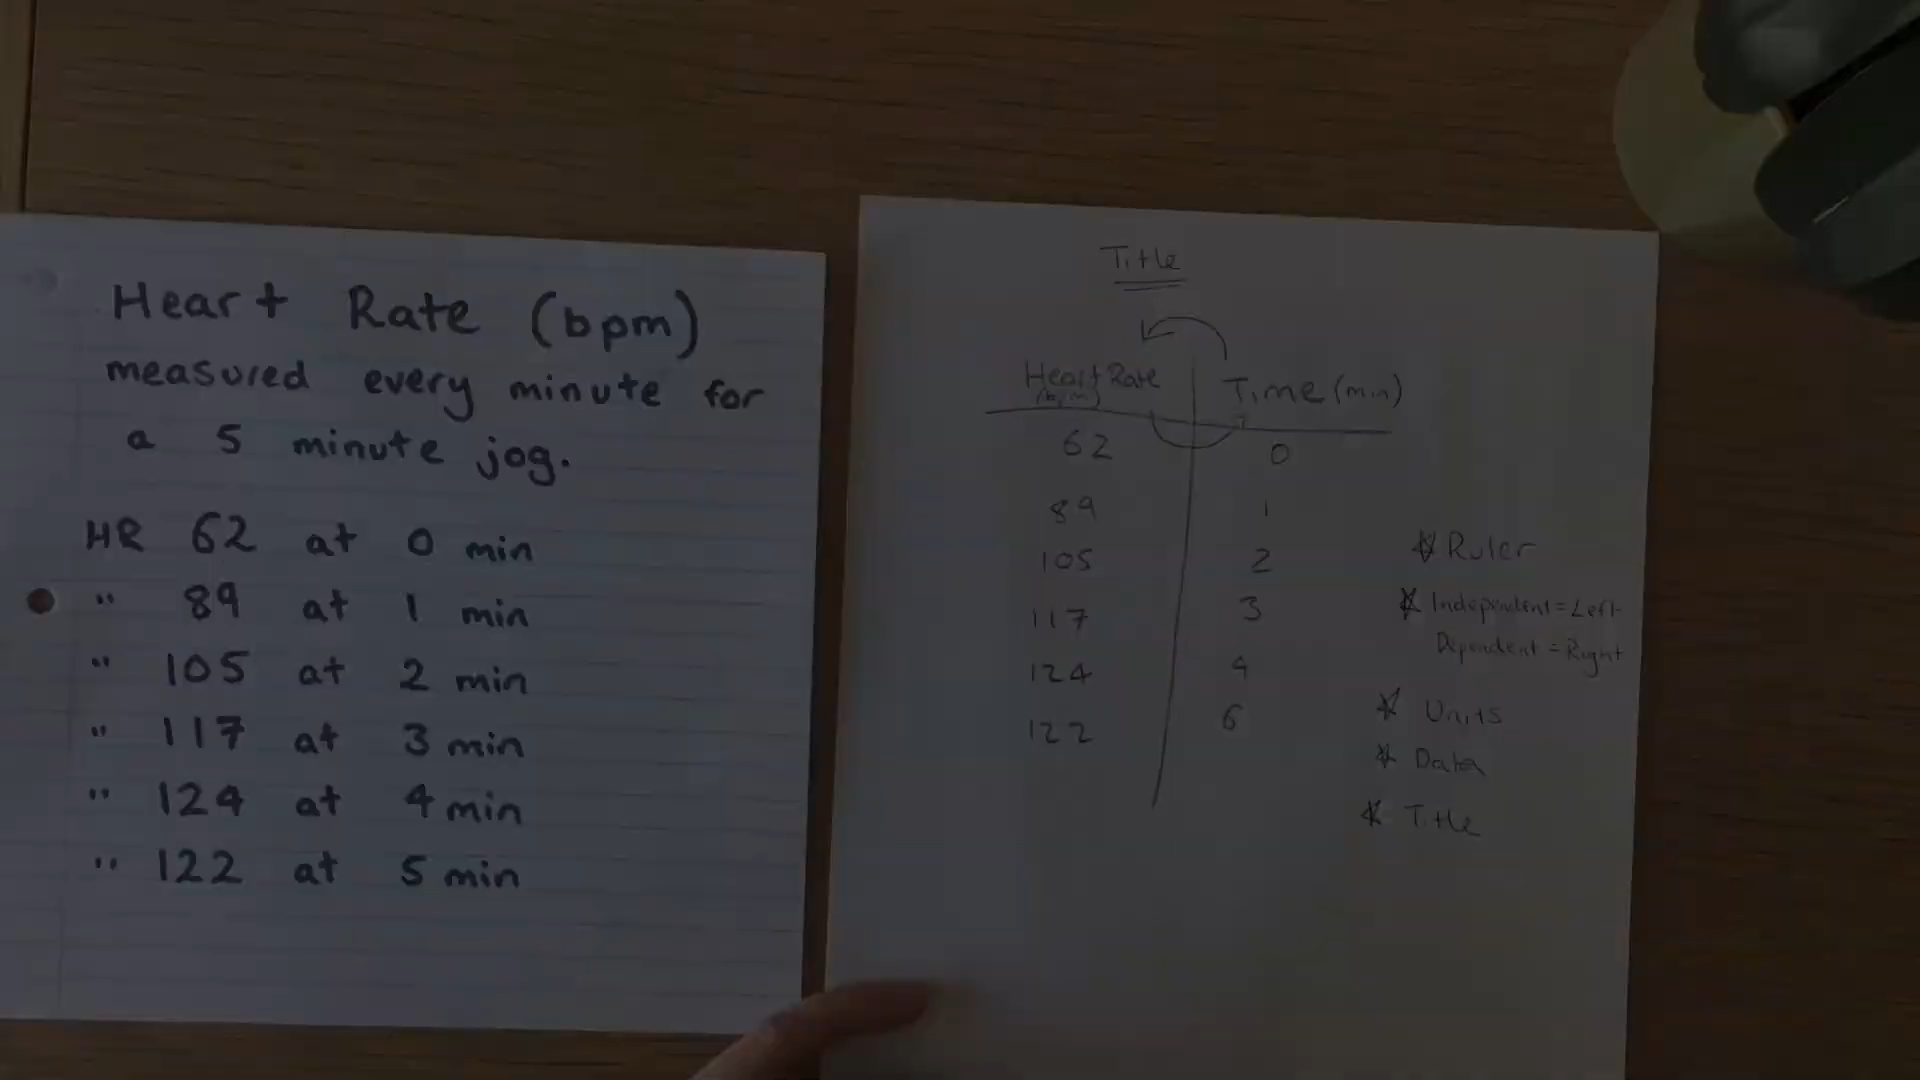 Heart Rate (bpm)
measured every minute for
a 5 minute jog.
HR 62 at 0 min
" 89 at 1 min
" 105 at 2 min
" 117 at 3 min
" 124 at 4 min
" 122 at 5 min
Title
Heart Rate (bpm) Time (min)
62 0
89 1
105 2
117 3
124 4
122 6
* Ruler
* Independent = Left
Dependent = Right
* Units
* Data
* Title